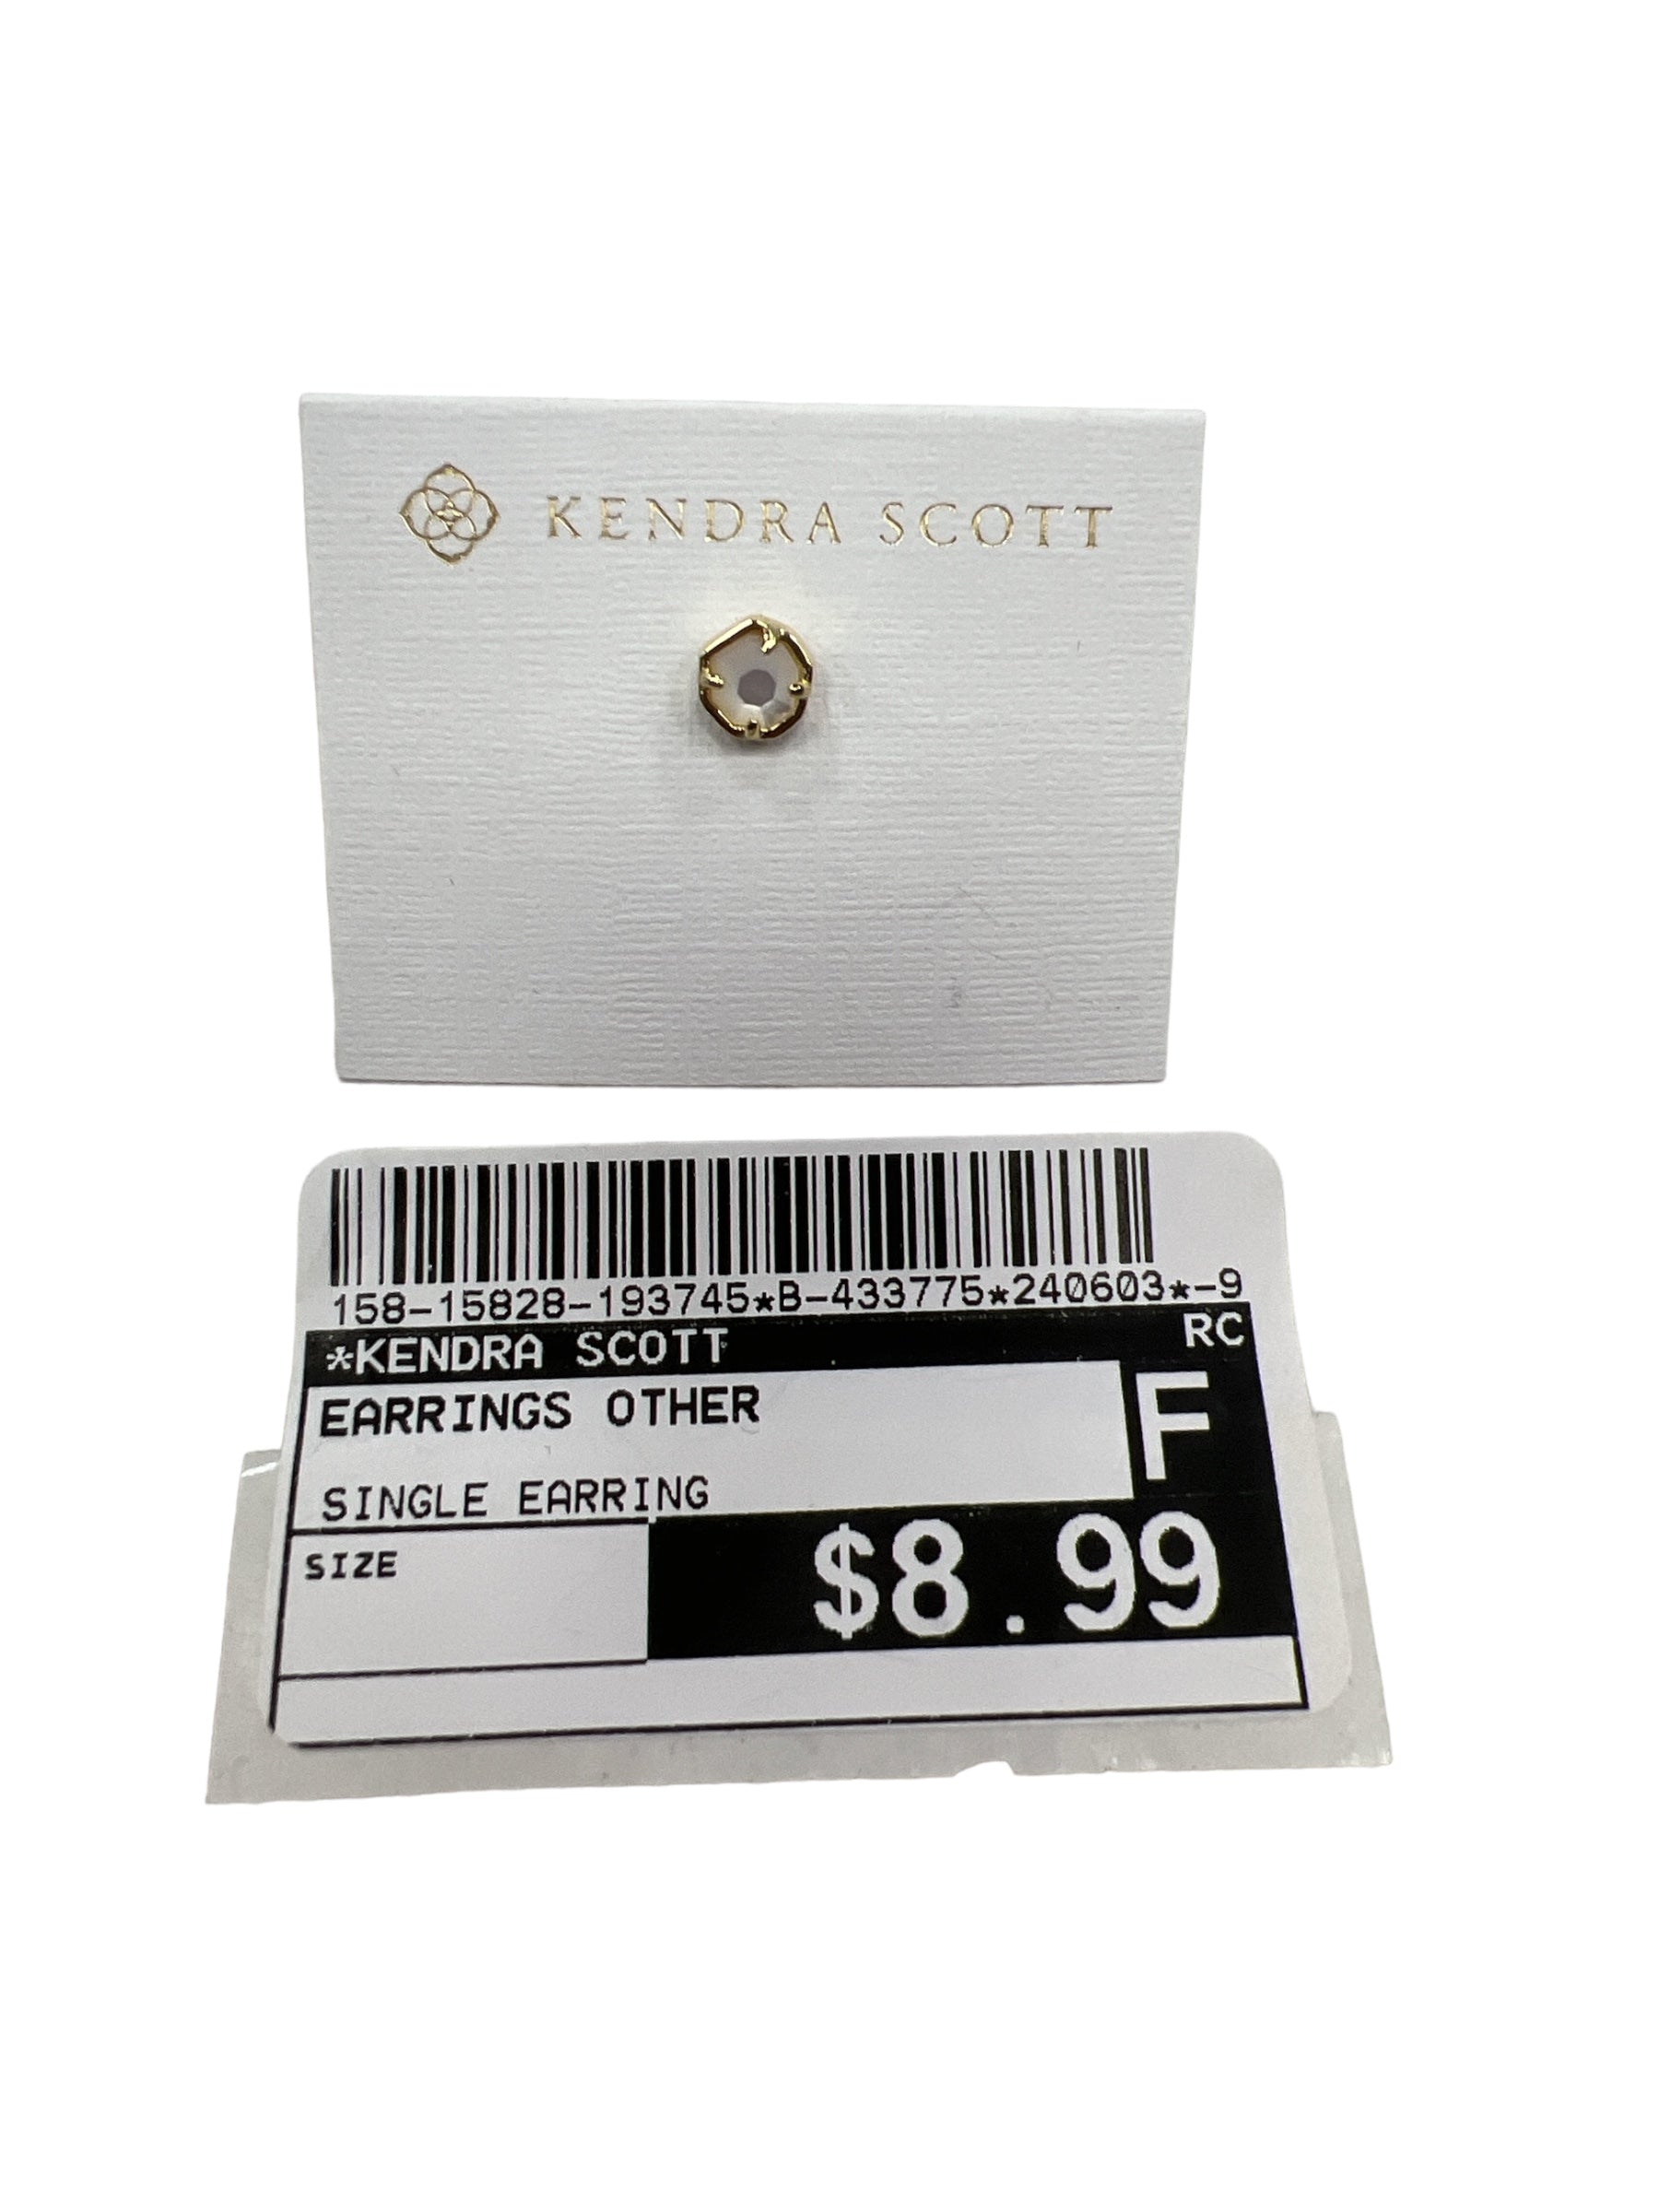 KENDRA SCOTT
158-15828-193745*B-433775*240603*-9
*KENDRA SCOTT
RC
EARRINGS OTHER
F
SINGLE EARRING
SIZE
$8.99